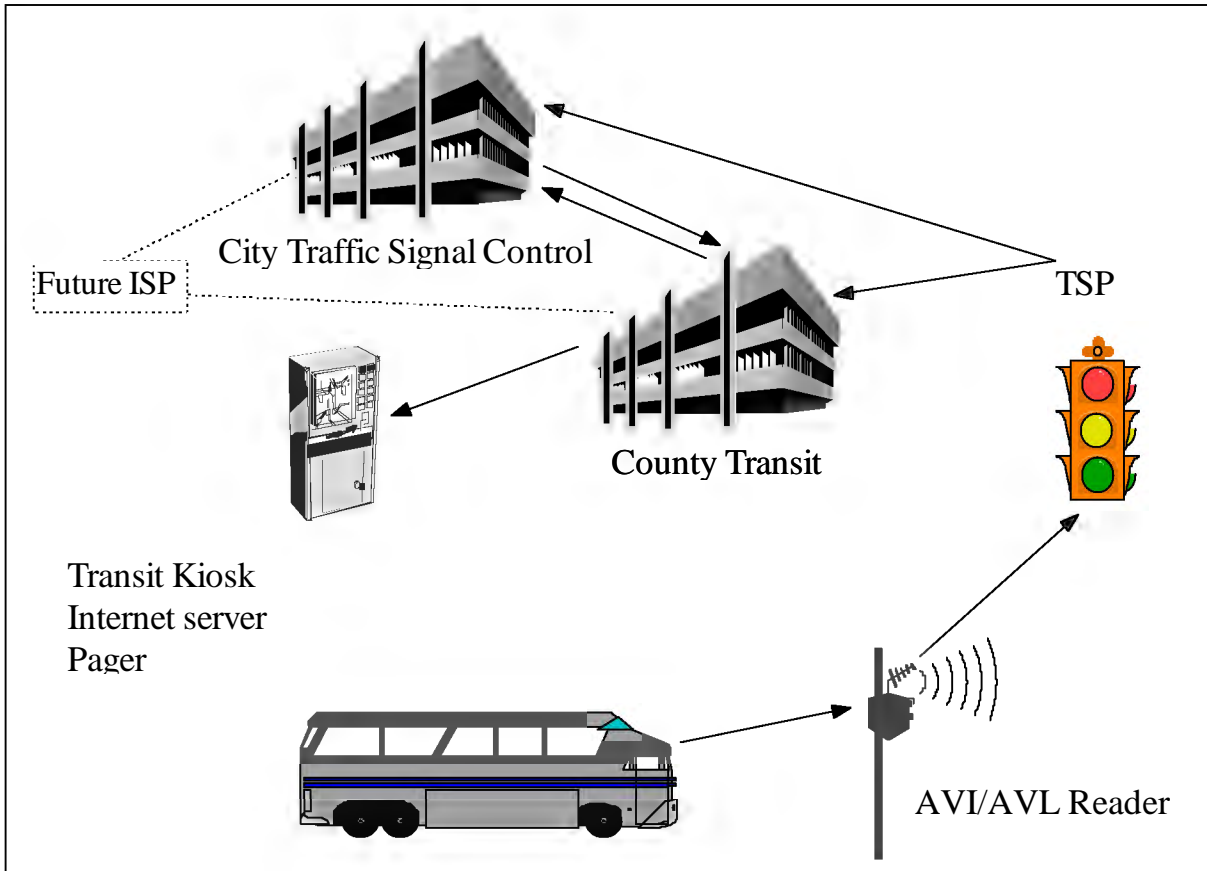 City Traffic Signal Control
Future ISP
TSP
County Transit
Transit Kiosk
Internet server
Pager
AVI/AVL Reader